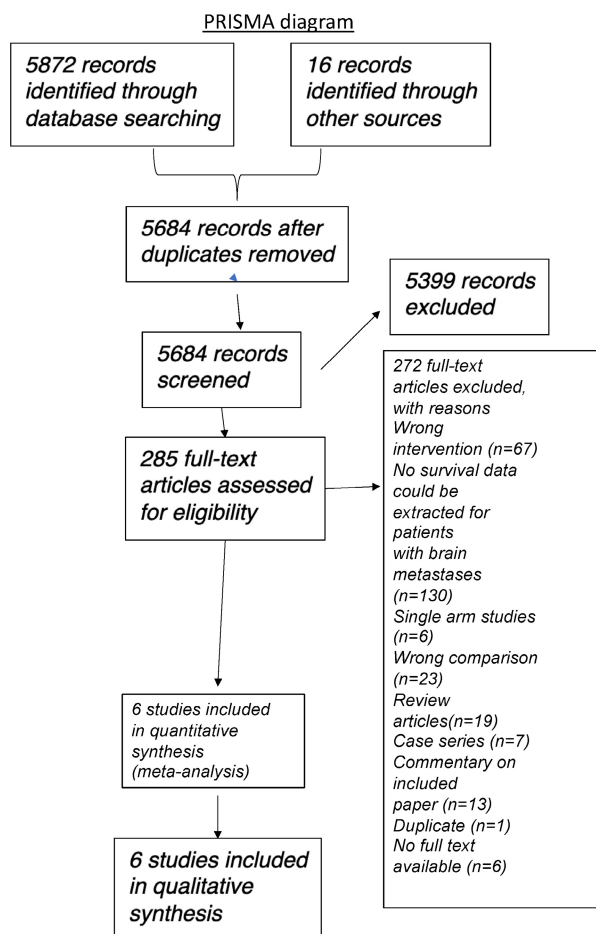 PRISMA diagram
5872 records
identified through
database searching
16 records
identified through
other sources
5684 records after
duplicates removed
5399 records
excluded
5684 records
screened
272 full-text
articles excluded,
with reasons
Wrong
intervention (n=67)
No survival data
could be
extracted for
patients
with brain
metastases
(n=130)
Single arm studies
(n=6)
Wrong comparison
(n=23)
Review
articles(n=19)
Case series (n=7)
Commentary on
included
paper (n=13)
Duplicate (n=1)
No full text
available (n=6)
285 full-text
articles assessed
for eligibility
6 studies included
in quantitative
synthesis
(meta-analysis)
6 studies included
in qualitative
synthesis